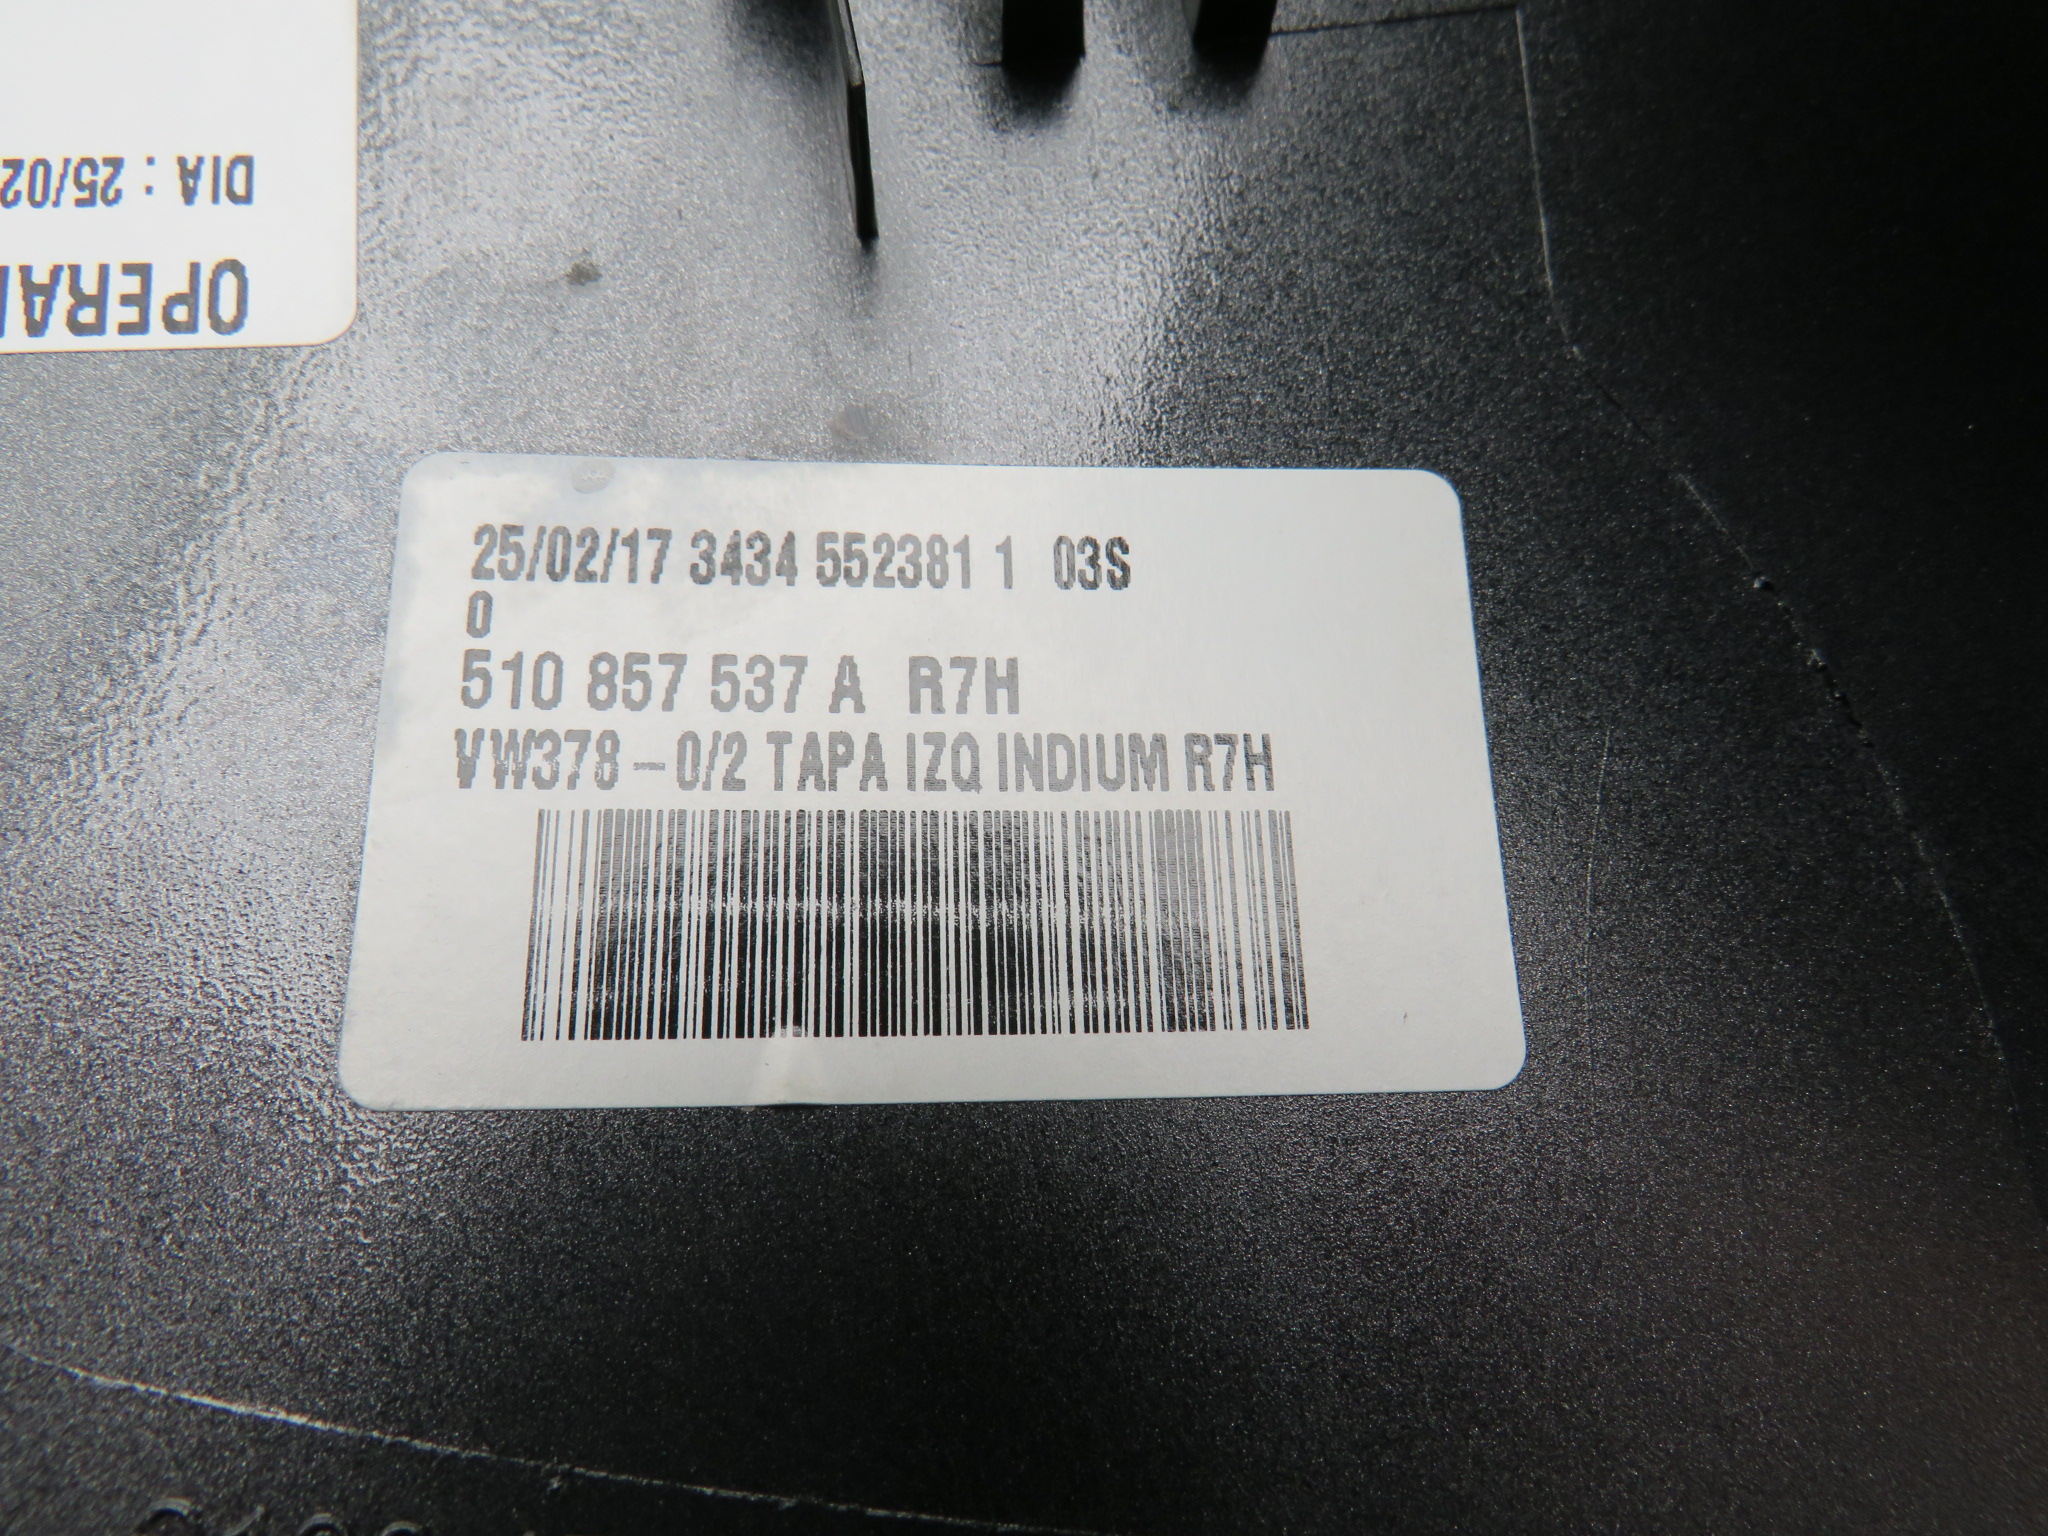 DIA : 25/02
OPERA
25/02/17 3434 552381 1 03S
0
510 857 537 A R7H
VW378-0/2 TAPA IZQ INDIUM R7H